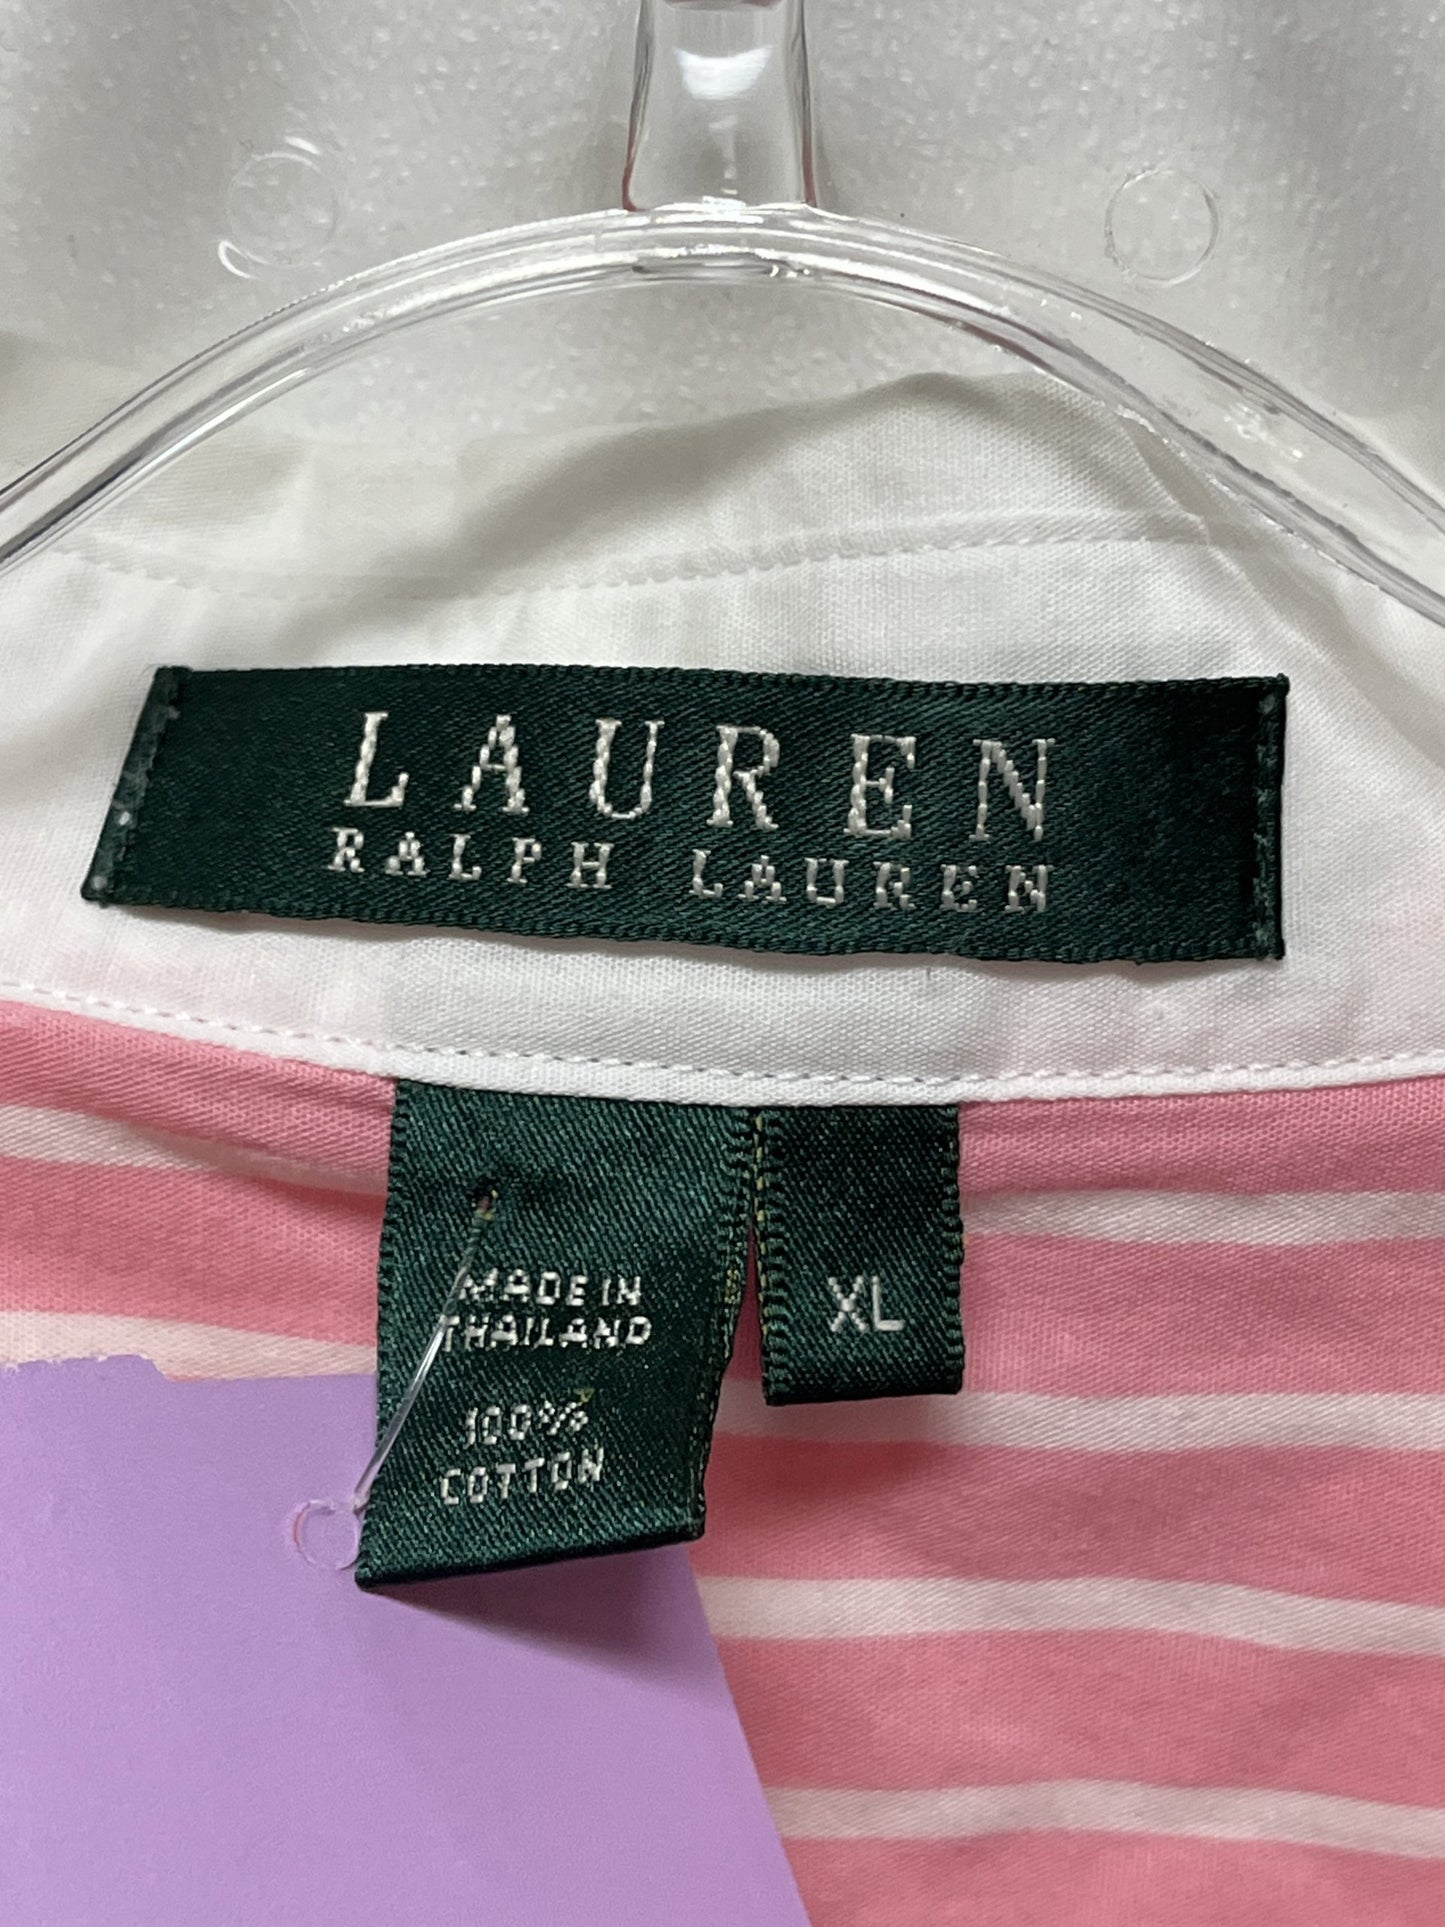 LAUREN
RALPH LAUREN
MADE IN
THAILAND
100%
COTTON
XL